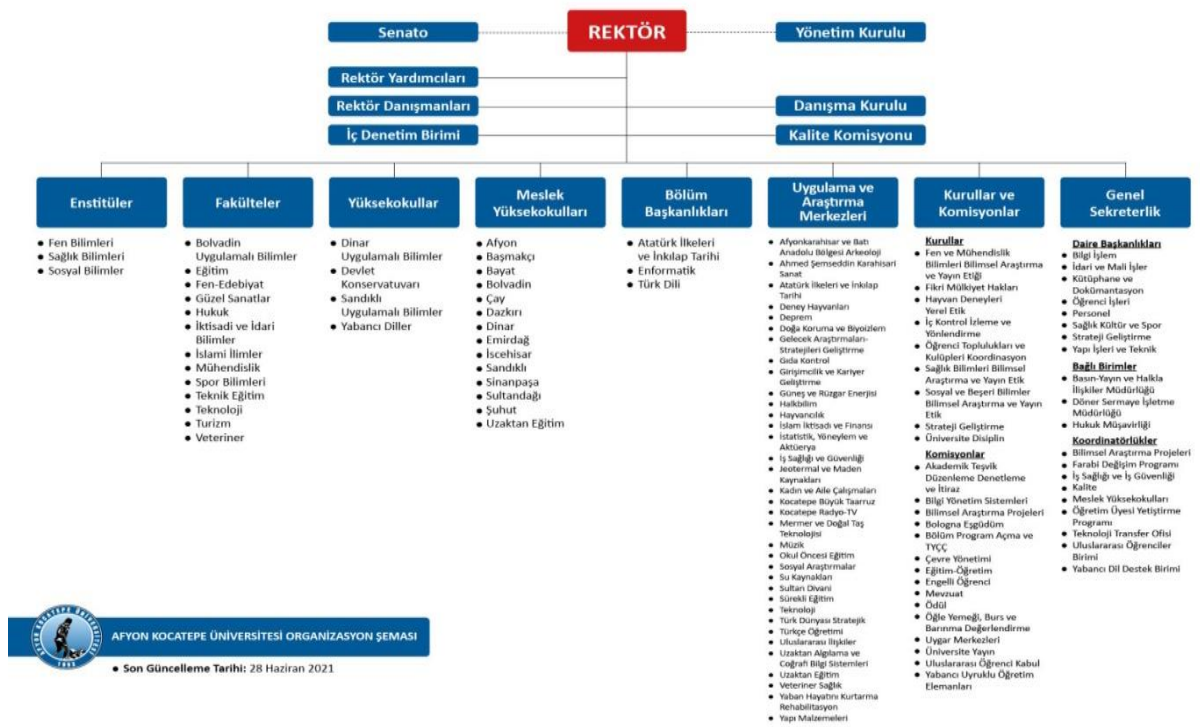 Senato
REKTÖR
Yönetim Kurulu
Rektör Yardımcıları
Rektör Danışmanları
Danışma Kurulu
İç Denetim Birimi
Kalite Komisyonu
Enstitüler
• Fen Bilimleri
• Sağlık Bilimleri
• Sosyal Bilimler
Fakülteler
• Bolvadin
Uygulamalı Bilimler
• Eğitim
• Fen-Edebiyat
• Güzel Sanatlar
• Hukuk
• İktisadi ve İdari
Bilimler
• İslami İlimler
• Mühendislik
• Spor Bilimleri
• Teknik Eğitim
• Teknoloji
• Turizm
• Veteriner
Yüksekokullar
• Dinar
Uygulamalı Bilimler
• Devlet
Konservatuvarı
• Sandıklı
Uygulamalı Bilimler
• Yabancı Diller
Meslek
Yüksekokulları
• Afyon
• Başmakçı
• Bayat
• Bolvadin
• Çay
• Dazkırı
• Dinar
• Emirdağ
• İscehisar
• Sandıklı
• Sinanpaşa
• Sultandağı
• Şuhut
• Uzaktan Eğitim
Bölüm
Başkanlıkları
• Atatürk İlkeleri
ve İnkılap Tarihi
• Enformatik
• Türk Dili
Uygulama ve
Araştırma
Merkezleri
• Afyonkarahisar ve Batı
Anadolu Bölgesi Arkeoloji
• Ahmed Şemseddin Karahisari
Sanat
• Atatürk İlkeleri ve İnkılap
Tarihi
• Deney Hayvanları
• Deprem
• Doğa Koruma ve Biyoizlem
• Gelecek Araştırmaları-
Stratejileri Geliştirme
• Gıda Kontrol
• Girişimcilik ve Kariyer
Geliştirme
• Güneş ve Rüzgar Enerjisi
• Halkbilim
• Hayvancılık
• İslam İktisadı ve Finansı
• İstatistik, Yöneylem ve
Aktüerya
• İş Sağlığı ve Güvenliği
• Jeotermal ve Maden
Kaynakları
• Kadın ve Aile Çalışmaları
• Kocatepe Büyük Taarruz
• Kocatepe Radyo-TV
• Mermer ve Doğal Taş
Teknolojisi
• Müzik
• Okul Öncesi Eğitim
• Sosyal Araştırmalar
• Su Kaynakları
• Sultan Divani
• Sürekli Eğitim
• Teknoloji
• Türk Dünyası Stratejik
• Türkçe Öğretimi
• Uluslararası İlişkiler
• Uzaktan Algılama ve
Coğrafi Bilgi Sistemleri
• Uzaktan Eğitim
• Veteriner Sağlık
• Yaban Hayatını Kurtarma
Rehabilitasyon
• Yapı Malzemeleri
Kurullar ve
Komisyonlar
Kurullar
• Fen ve Mühendislik
Bilimleri Bilimsel Araştırma
ve Yayın Etiği
• Fikri Mülkiyet Hakları
• Hayvan Deneyleri
Yerel Etik
• İç Kontrol İzleme ve
Yönlendirme
• Öğrenci Toplulukları ve
Kulüpleri Koordinasyon
• Sağlık Bilimleri Bilimsel
Araştırma ve Yayın Etik
• Sosyal ve Beşeri Bilimler
Bilimsel Araştırma ve Yayın
Etik
• Strateji Geliştirme
• Üniversite Disiplin
Komisyonlar
• Akademik Teşvik
Düzenleme Denetleme
ve İtiraz
• Bilgi Yönetim Sistemleri
• Bilimsel Araştırma Projeleri
• Bologna Eşgüdüm
• Bölüm Program Açma ve
TYÇÇ
• Çevre Yönetimi
• Eğitim-Öğretim
• Engelli Öğrenci
• Mevzuat
• Ödül
• Öğle Yemeği, Burs ve
Barınma Değerlendirme
• Uygar Merkezleri
• Üniversite Yayın
• Uluslararası Öğrenci Kabul
• Yabancı Uyruklu Öğretim
Elemanları
Genel
Sekreterlik
Daire Başkanlıkları
• Bilgi İşlem
• İdari ve Mali İşler
• Kütüphane ve
Dokümantasyon
• Öğrenci İşleri
• Personel
• Sağlık Kültür ve Spor
• Strateji Geliştirme
• Yapı İşleri ve Teknik
Bağlı Birimler
• Basın-Yayın ve Halkla
İlişkiler Müdürlüğü
• Döner Sermaye İşletme
Müdürlüğü
• Hukuk Müşavirliği
Koordinatörlükler
• Bilimsel Araştırma Projeleri
• Farabi Değişim Programı
• İş Sağlığı ve İş Güvenliği
• Kalite
• Meslek Yüksekokulları
• Öğretim Üyesi Yetiştirme
Programı
• Teknoloji Transfer Ofisi
• Uluslararası Öğrenciler
Birimi
• Yabancı Dil Destek Birimi
AFYON KOCATEPE ÜNİVERSİTESİ
1992
AFYON KOCATEPE ÜNİVERSİTESİ ORGANİZASYON ŞEMASI
• Son Güncelleme Tarihi: 28 Haziran 2021